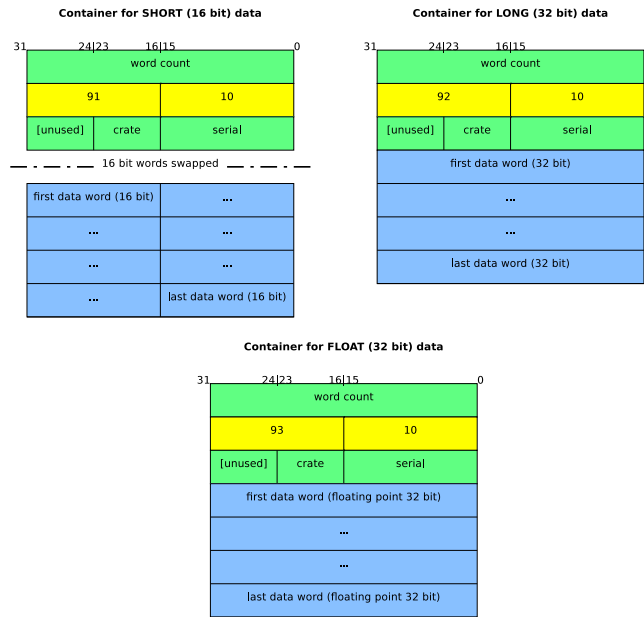 Container for SHORT (16 bit) data
31 24|23 16|15 0
word count
91 10
[unused] crate serial
16 bit words swapped
first data word (16 bit) ...
... ...
... ...
... last data word (16 bit)
Container for LONG (32 bit) data
31 24|23 16|15
word count
92 10
[unused] crate serial
first data word (32 bit)
...
...
last data word (32 bit)
Container for FLOAT (32 bit) data
31 24|23 16|15 0
word count
93 10
[unused] crate serial
first data word (floating point 32 bit)
...
...
last data word (floating point 32 bit)